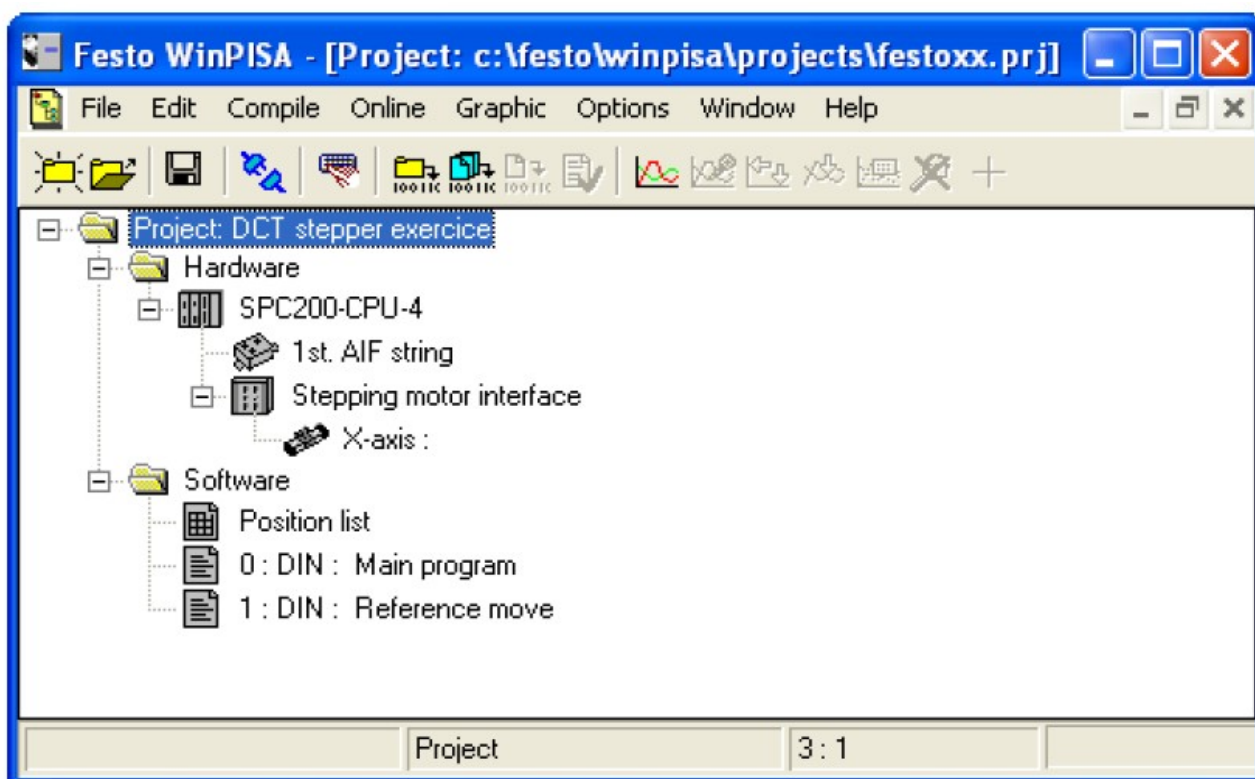 Festo WinPISA - [Project: c:\festo\winpisa\projects\festoxx.prj]
File Edit Compile Online Graphic Options Window Help
Project: DCT stepper exercice
Hardware
SPC200-CPU-4
1st. AIF string
Stepping motor interface
X-axis :
Software
Position list
0 : DIN : Main program
1 : DIN : Reference move
Project 3 : 1